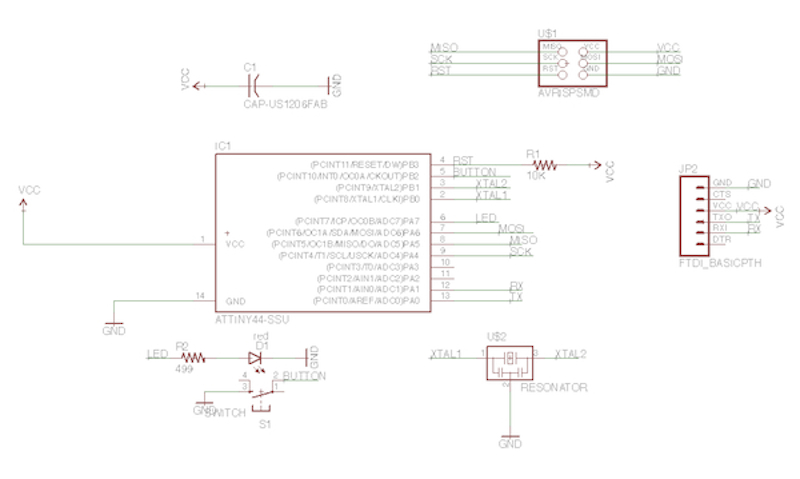 U$1
MISO MISO VCC VCC
SCK SCK MOSI MOSI
RST RST GND GND
AVRISPSMD
VCC C1 GND
CAP-US1206FAB
IC1
(PCINT11/RESET/DW)PB3 4 RST R1 10K VCC
(PCINT10/INT0/OC0A/CKOUT)PB2 5 BUTTON
(PCINT9/XTAL2)PB1 3 XTAL2
(PCINT8/XTAL1/CLKI)PB0 2 XTAL1
(PCINT7/ICP/OC0B/ADC7)PA7 6 LED
(PCINT6/OC1A/SDA/MOSI/ADC6)PA6 7 MOSI
(PCINT5/OC1B/MISO/DO/ADC5)PA5 8 MISO
(PCINT4/T1/SCL/USCK/ADC4)PA4 9 SCK
(PCINT3/T0/ADC3)PA3 10
(PCINT2/AIN1/ADC2)PA2 11
(PCINT1/AIN0/ADC1)PA1 12 RX
(PCINT0/AREF/ADC0)PA0 13 TX
VCC
1 + VCC
14 GND
GND
ATTINY44-SSU
JP2
GND GND
CTS
VCC VCC VCC
TXO TX
RXI RX
DTR
FTDI_BASICPTH
red
LED R2 D1 GND
499
4 2 BUTTON
3 1
GND SWITCH
S1
U$2
XTAL1 1 3 XTAL2
2 RESONATOR
GND